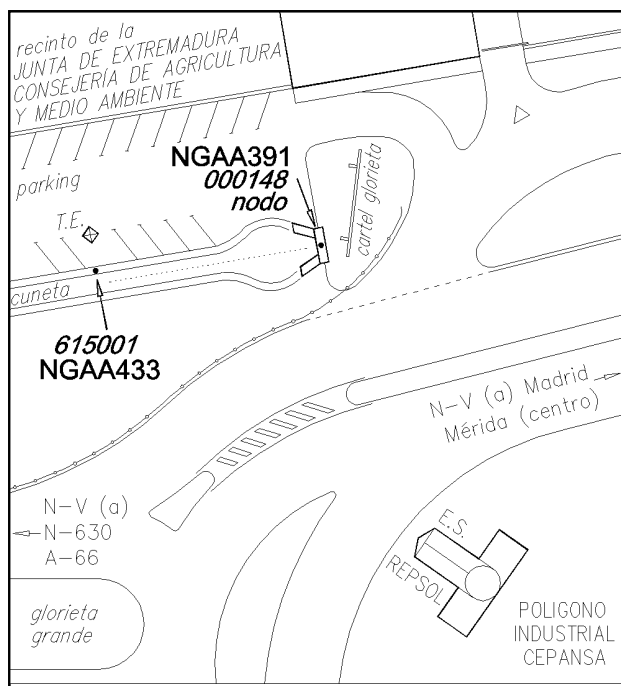 recinto de la
JUNTA DE EXTREMADURA
CONSEJERÍA DE AGRICULTURA
Y MEDIO AMBIENTE
NGAA391
000148
nodo
parking
T.E.
cartel glorieta
cuneta
615001
NGAA433
N-V (a) Madrid
Mérida (centro)
N-V (a)
N-630
A-66
E.S.
REPSOL
glorieta
grande
POLIGONO
INDUSTRIAL
CEPANSA